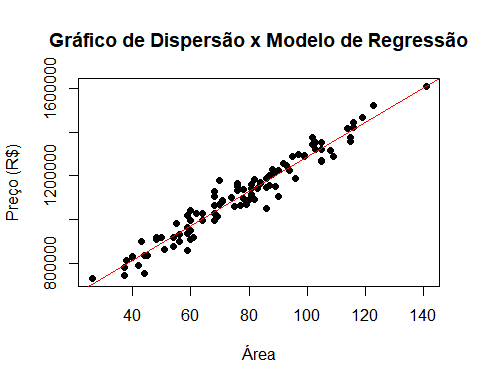 Gráfico de Dispersão x Modelo de Regressão
Preço (R$)
1600000
1200000
800000
40 60 80 100 120 140
Área